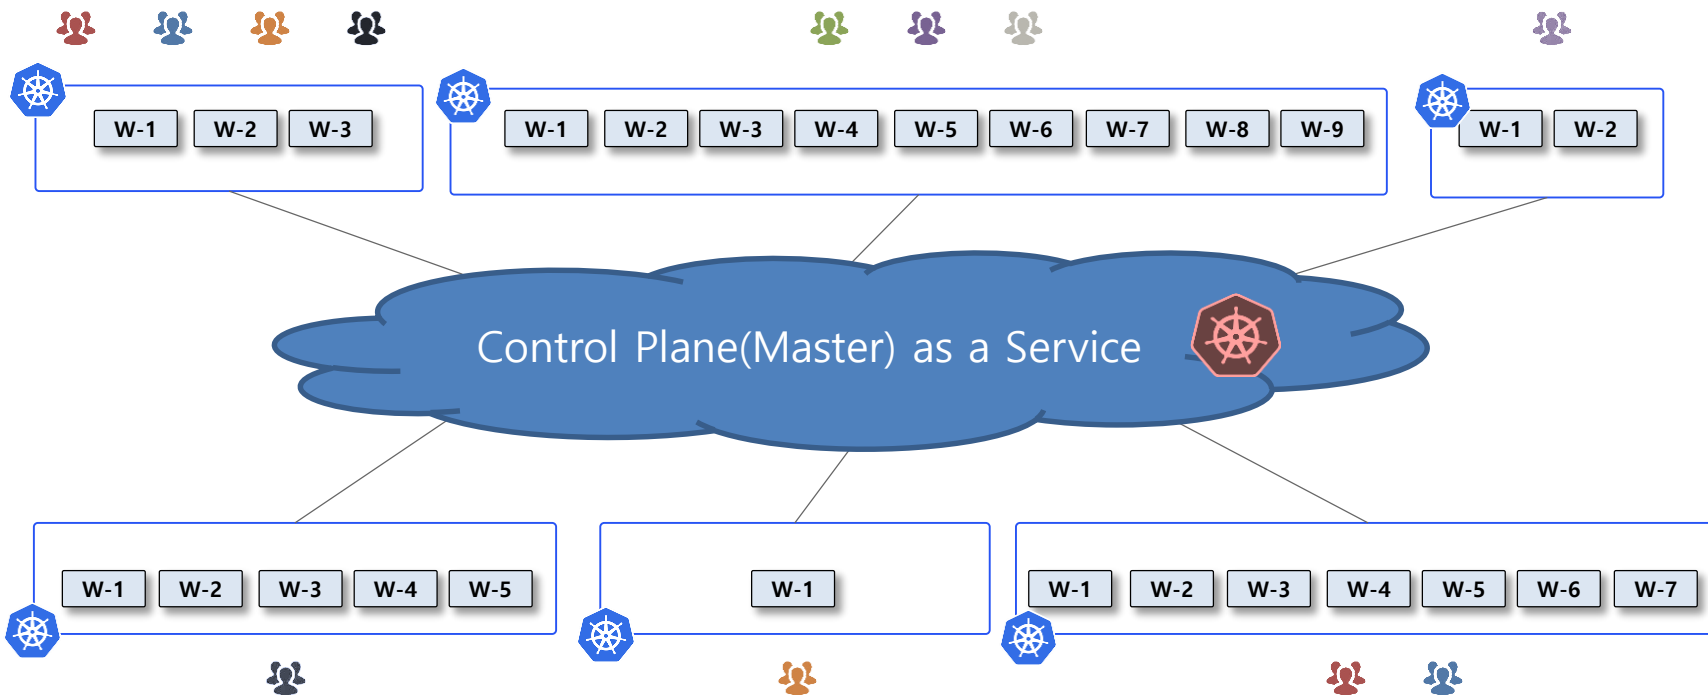 W-1 W-2 W-3
W-1 W-2 W-3 W-4 W-5 W-6 W-7 W-8 W-9
W-1 W-2
Control Plane(Master) as a Service
W-1 W-2 W-3 W-4 W-5
W-1
W-1 W-2 W-3 W-4 W-5 W-6 W-7